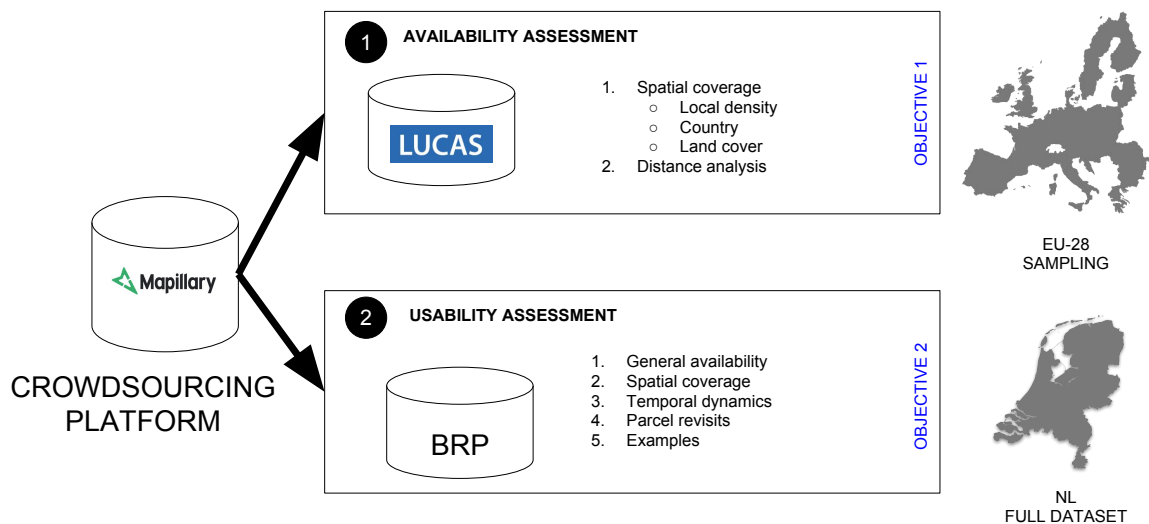 1 AVAILABILITY ASSESSMENT
LUCAS
1. Spatial coverage
○ Local density
○ Country
○ Land cover
2. Distance analysis
OBJECTIVE 1
EU-28
SAMPLING
Mapillary
CROWDSOURCING
PLATFORM
2 USABILITY ASSESSMENT
BRP
1. General availability
2. Spatial coverage
3. Temporal dynamics
4. Parcel revisits
5. Examples
OBJECTIVE 2
NL
FULL DATASET